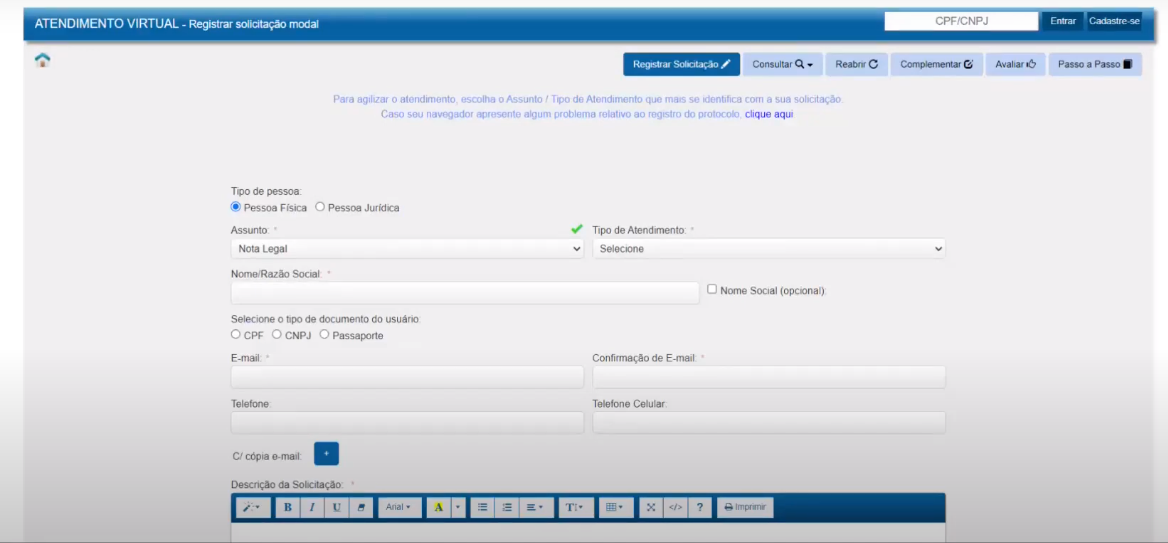 ATENDIMENTO VIRTUAL - Registrar solicitação modal
CPF/CNPJ
Entrar
Cadastre-se
Registrar Solicitação
Consultar
Reabrir
Complementar
Avaliar
Passo a Passo
Para agilizar o atendimento, escolha o Assunto / Tipo de Atendimento que mais se identifica com a sua solicitação.
Caso seu navegador apresente algum problema relativo ao registro do protocolo, clique aqui
Tipo de pessoa:
Pessoa Física Pessoa Jurídica
Assunto: *
Tipo de Atendimento: *
Nota Legal
Selecione
Nome/Razão Social: *
Nome Social (opcional):
Selecione o tipo de documento do usuário:
CPF CNPJ Passaporte
E-mail: *
Confirmação de E-mail: *
Telefone:
Telefone Celular:
C/ cópia e-mail: +
Descrição da Solicitação: *
B I U Arial A T </> ? Imprimir